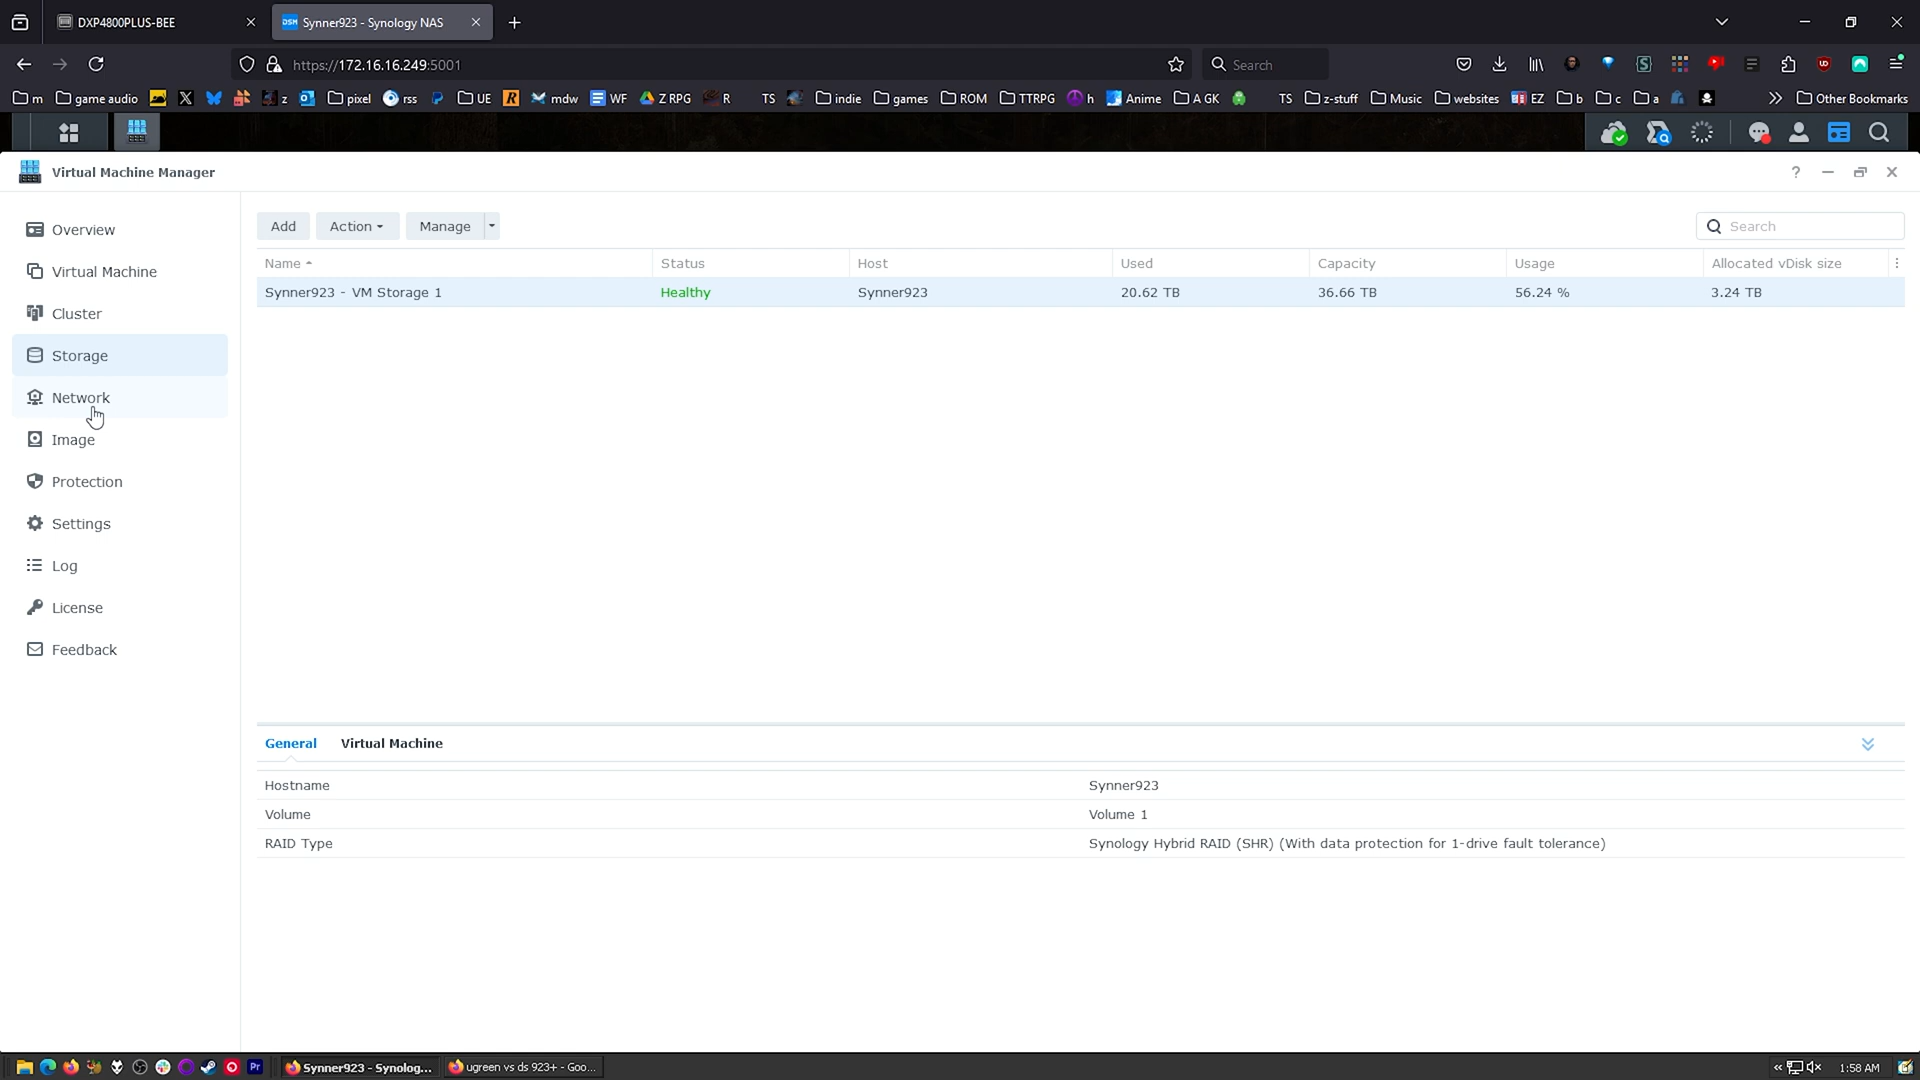 DXP4800PLUS-BEE
Synner923 - Synology NAS
https://172.16.16.249:5001
Search
m
game audio
z
pixel
rss
UE
mdw
WF
Z RPG
R
TS
indie
games
ROM
TTRPG
h
Anime
A GK
TS
z-stuff
Music
websites
EZ
b
c
a
Other Bookmarks
Virtual Machine Manager
Overview
Virtual Machine
Cluster
Storage
Network
Image
Protection
Settings
Log
License
Feedback
Add Action Manage
Search
Name Status Host Used Capacity Usage Allocated vDisk size
Synner923 - VM Storage 1 Healthy Synner923 20.62 TB 36.66 TB 56.24 % 3.24 TB
General Virtual Machine
Hostname Synner923
Volume Volume 1
RAID Type Synology Hybrid RAID (SHR) (With data protection for 1-drive fault tolerance)
Synner923 - Synolog...
ugreen vs ds 923+ - Goo...
1:58 AM